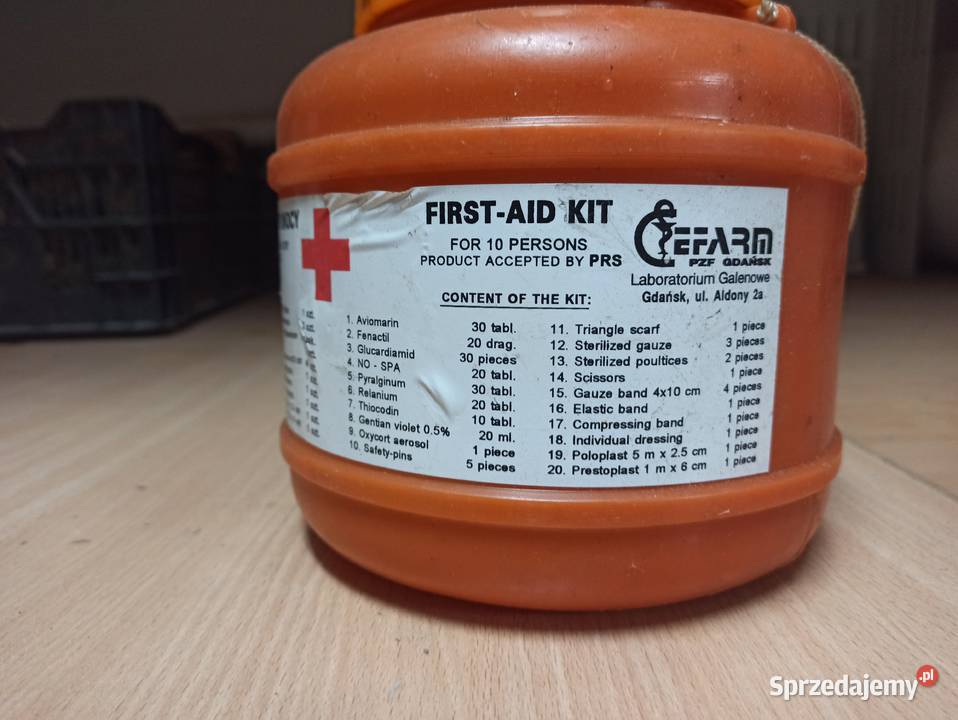 MOCY
FIRST-AID KIT
FOR 10 PERSONS
PRODUCT ACCEPTED BY PRS
CEFARM
PZF GDAŃSK
Laboratorium Galenowe
Gdańsk, ul. Aldony 2a
CONTENT OF THE KIT:
1. Aviomarin 30 tabl.
2. Fenactil 20 drag.
3. Glucardiamid 30 pieces
4. NO - SPA 20 tabl.
5. Pyralginum 30 tabl.
6. Relanium 20 tabl.
7. Thiocodin 10 tabl.
8. Gentian violet 0.5% 20 ml.
9. Oxycort aerosol 1 piece
10. Safety-pins 5 pieces
11. Triangle scarf 1 piece
12. Sterilized gauze 3 pieces
13. Sterilized poultices 2 pieces
14. Scissors 1 piece
15. Gauze band 4x10 cm 4 pieces
16. Elastic band 1 piece
17. Compressing band 1 piece
18. Individual dressing 1 piece
19. Poloplast 5 m x 2.5 cm 1 piece
20. Prestoplast 1 m x 6 cm 1 piece
Sprzedajemy.pl